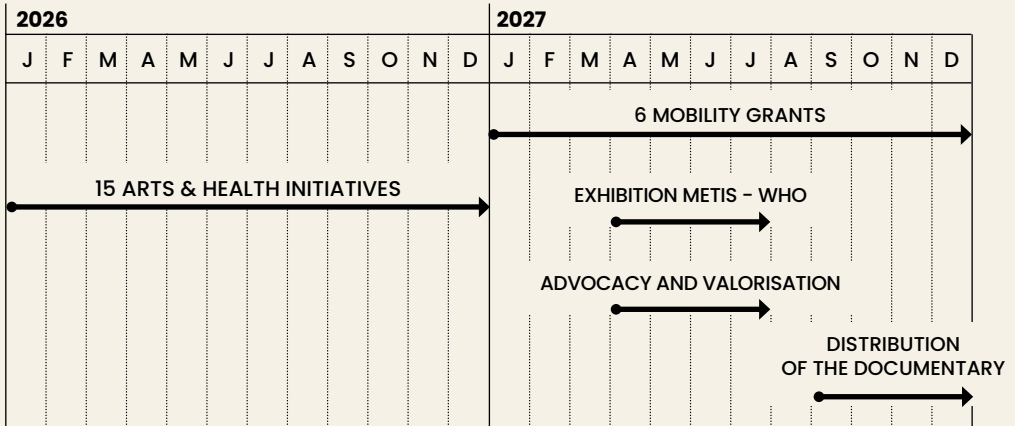 2026 2027
J F M A M J J A S O N D J F M A M J J A S O N D
6 MOBILITY GRANTS
15 ARTS & HEALTH INITIATIVES
EXHIBITION METIS - WHO
ADVOCACY AND VALORISATION
DISTRIBUTION
OF THE DOCUMENTARY